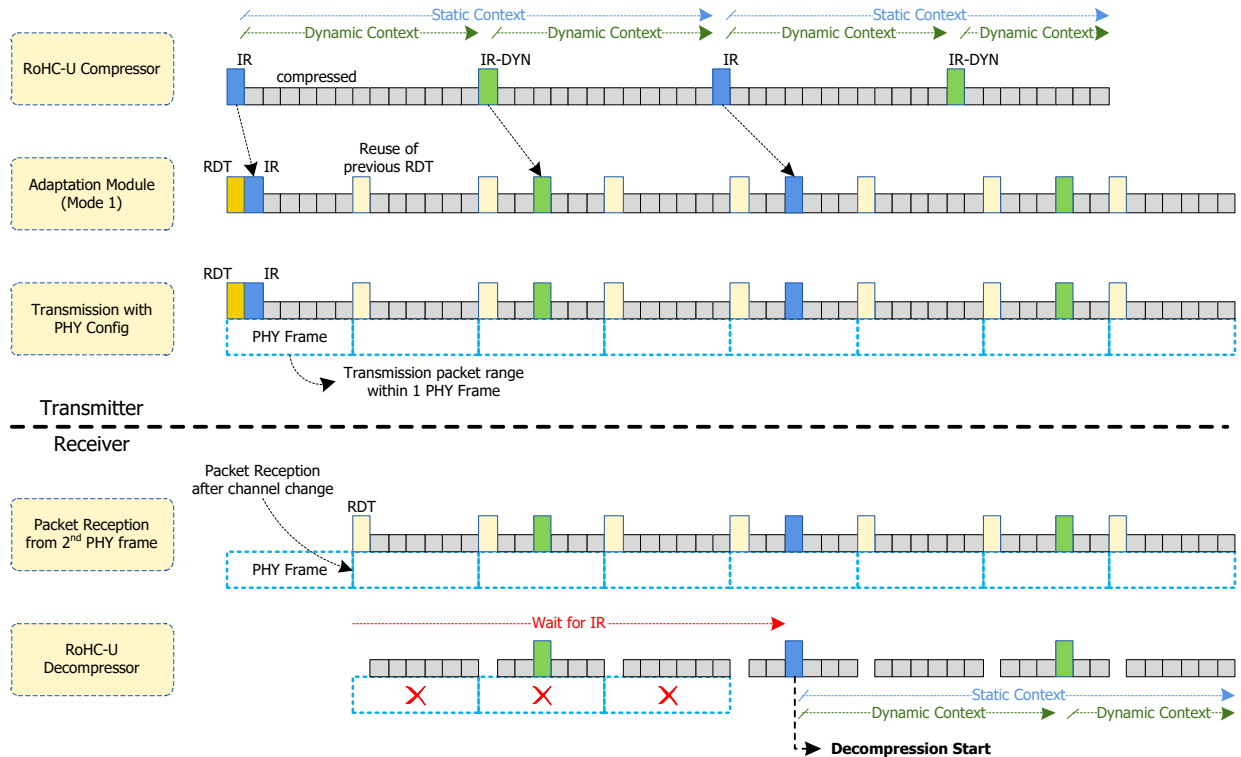 Static Context
Static Context
Dynamic Context
Dynamic Context
Dynamic Context
Dynamic Context
RoHC-U Compressor
IR
compressed
IR-DYN
IR
IR-DYN
Adaptation Module
(Mode 1)
RDT
IR
Reuse of
previous RDT
Transmission with
PHY Config
RDT
IR
PHY Frame
Transmission packet range
within 1 PHY Frame
Transmitter
Receiver
Packet Reception
after channel change
Packet Reception
from 2nd PHY frame
RDT
PHY Frame
RoHC-U
Decompressor
Wait for IR
Static Context
Dynamic Context
Dynamic Context
Decompression Start